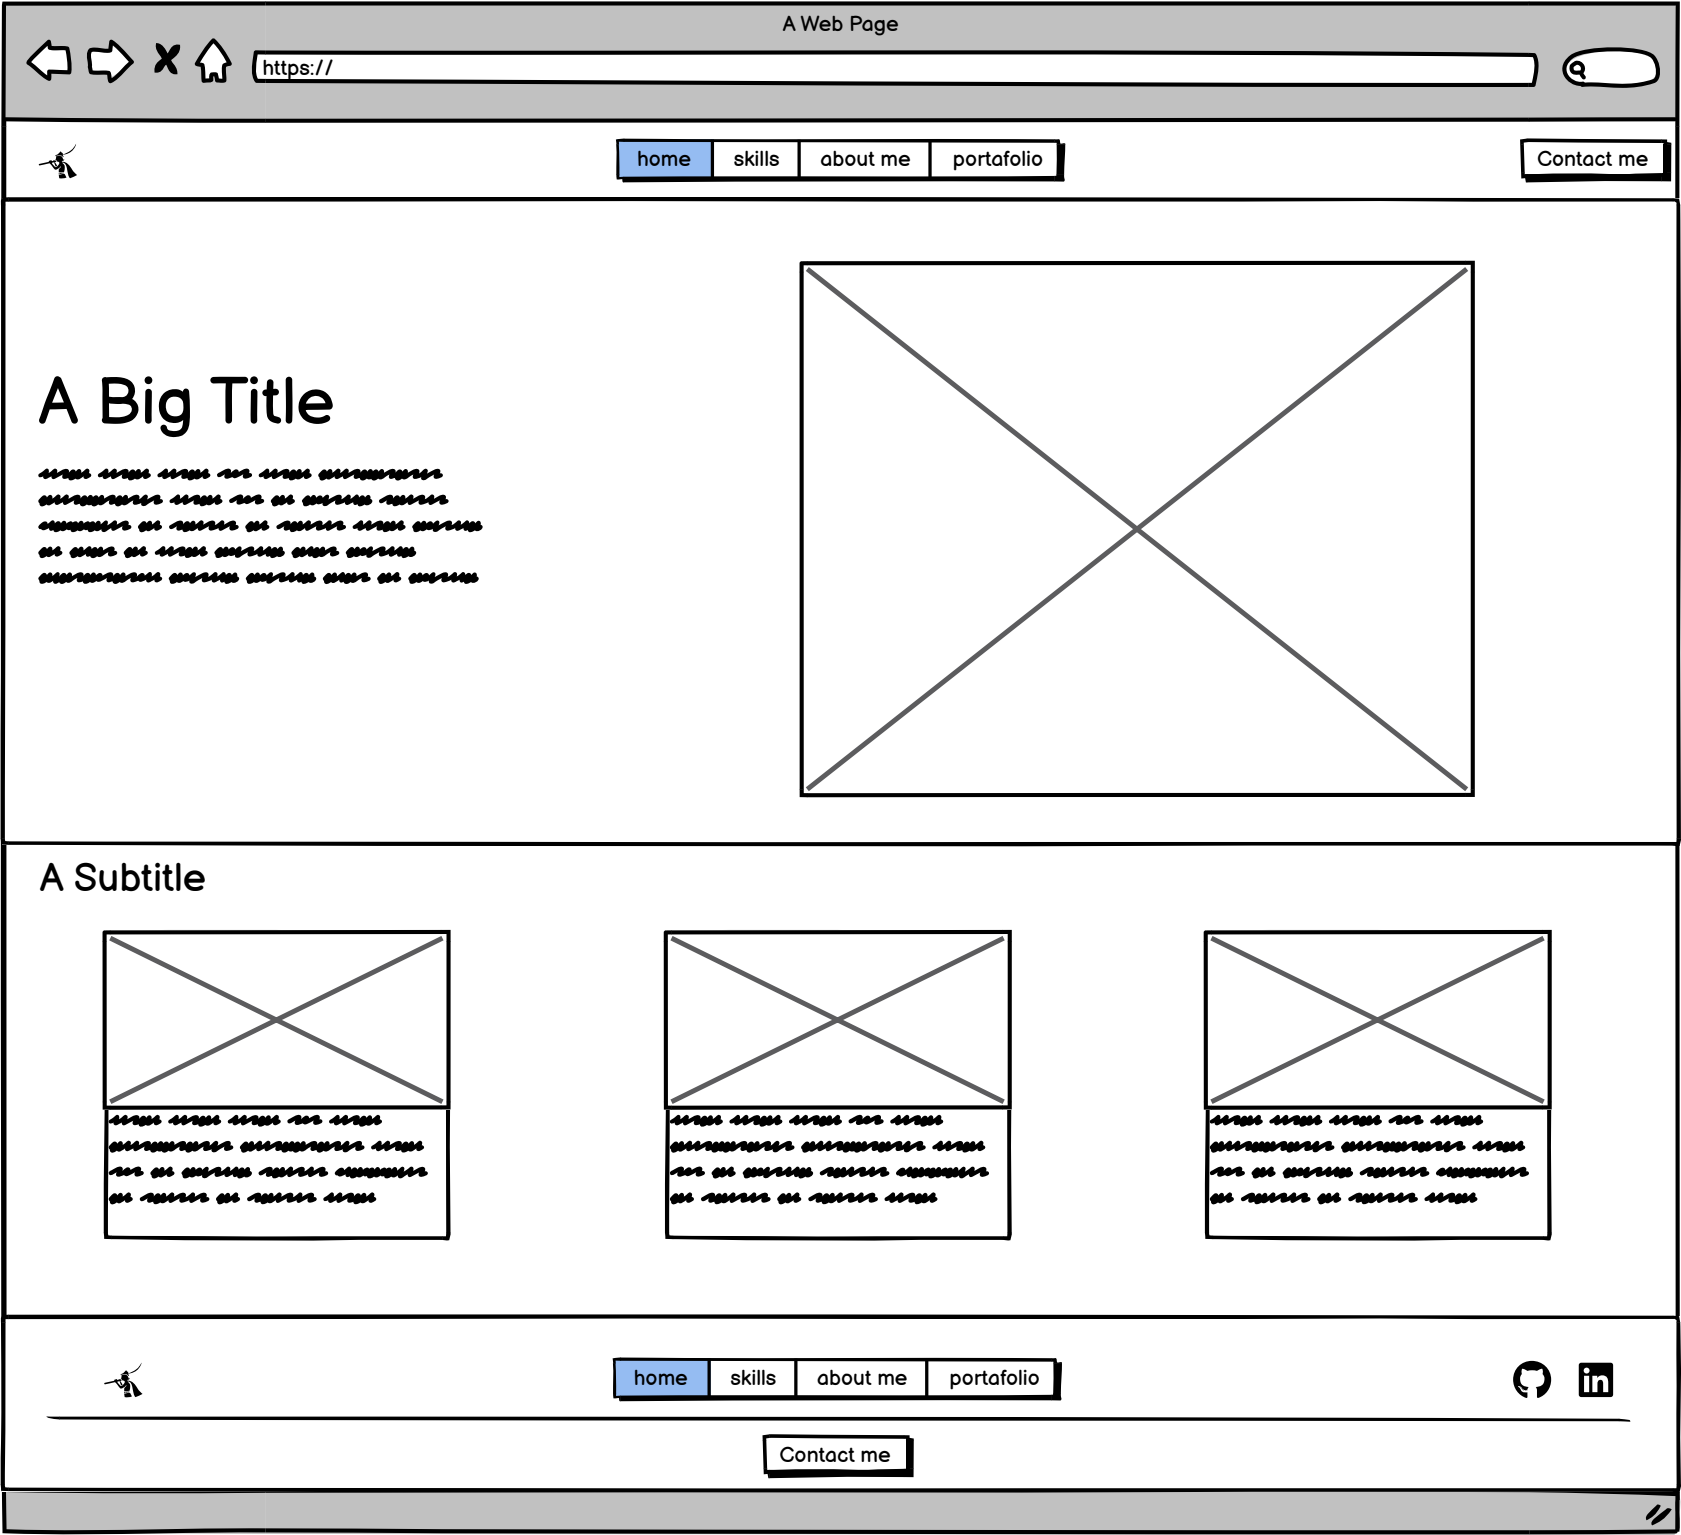 A Web Page
https://
home skills about me portafolio
Contact me
A Big Title
A Subtitle
home skills about me portafolio
in
Contact me